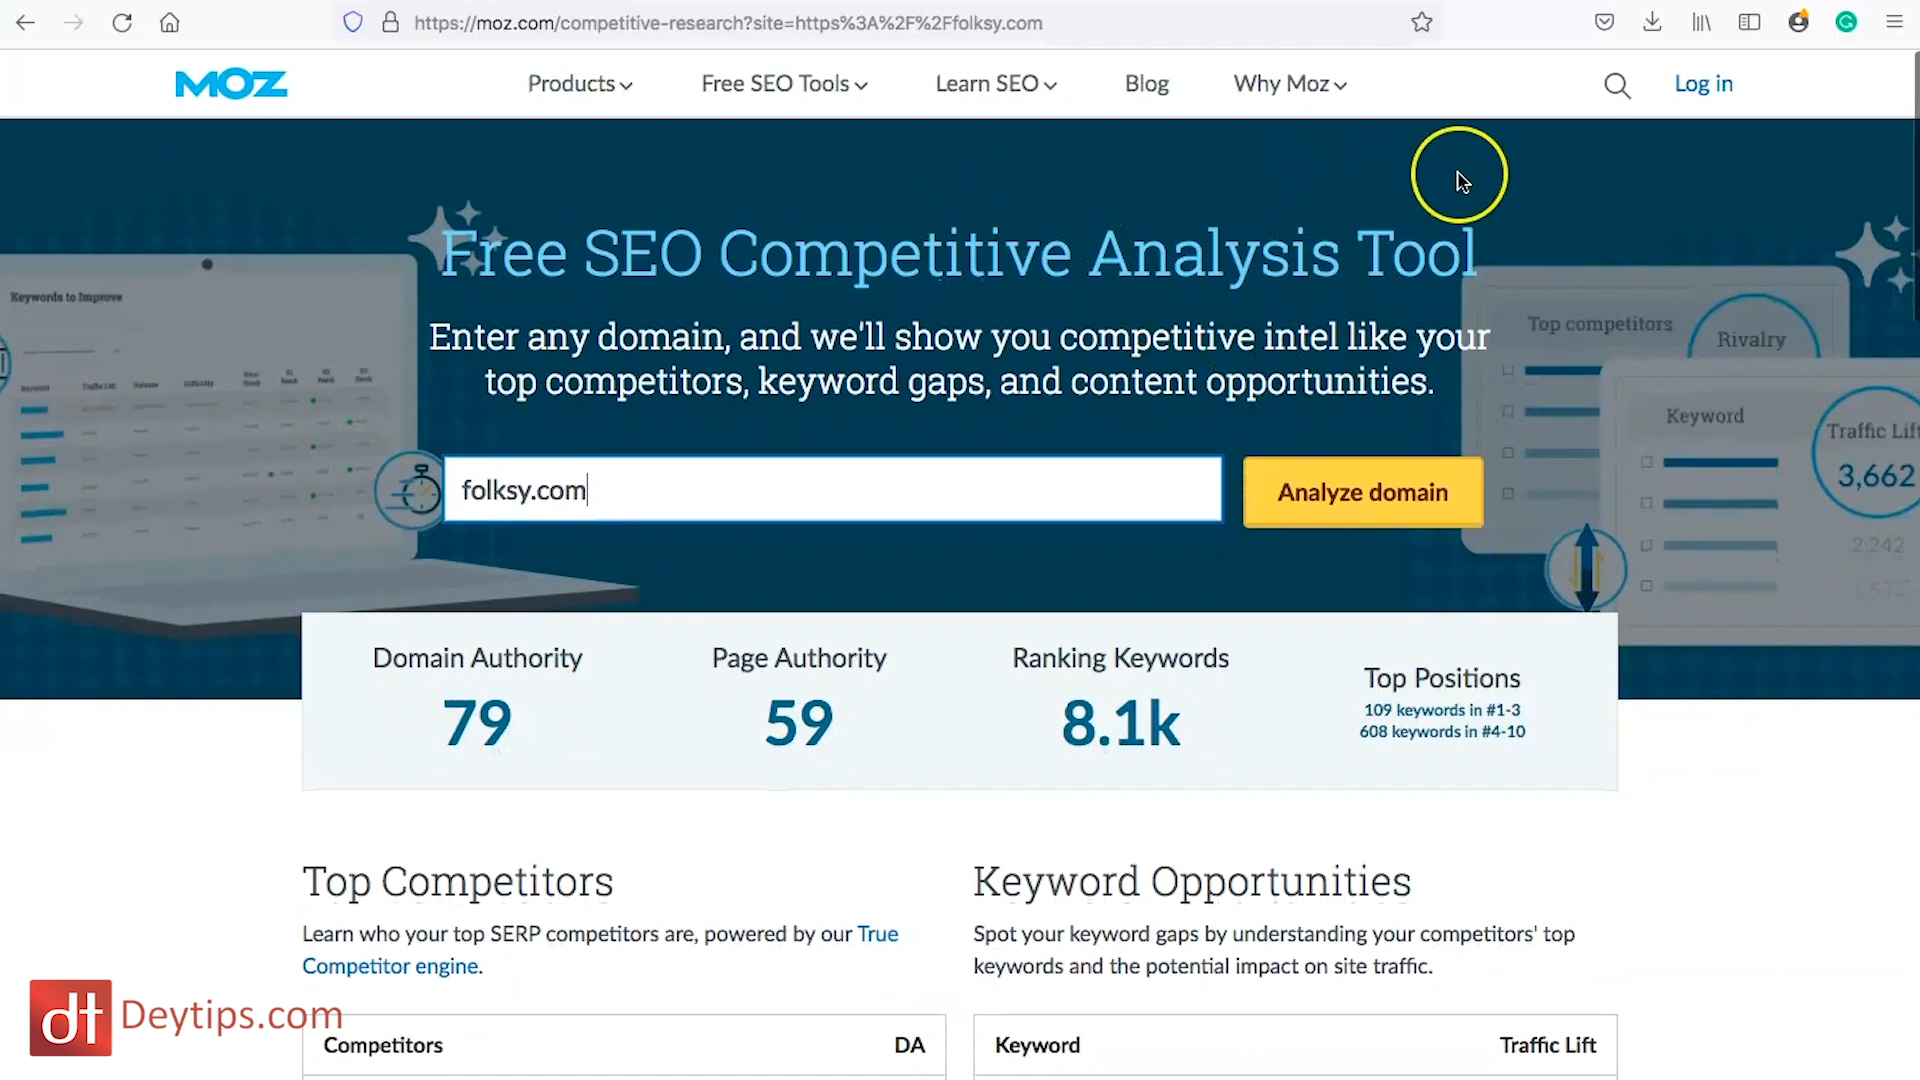 https://moz.com/competitive-research?site=https%3A%2F%2Ffolksy.com
MOZ
Products
Free SEO Tools
Learn SEO
Blog
Why Moz
Log in
Free SEO Competitive Analysis Tool
Enter any domain, and we'll show you competitive intel like your
top competitors, keyword gaps, and content opportunities.
Keywords to Improve
Top competitors
Rivalry
Keyword
Traffic Lift
3,662
2,242
folksy.com
Analyze domain
Domain Authority
79
Page Authority
59
Ranking Keywords
8.1k
Top Positions
109 keywords in #1-3
608 keywords in #4-10
Top Competitors
Learn who your top SERP competitors are, powered by our True
Competitor engine.
Competitors DA
Keyword Opportunities
Spot your keyword gaps by understanding your competitors' top
keywords and the potential impact on site traffic.
Keyword Traffic Lift
dt Deytips.com